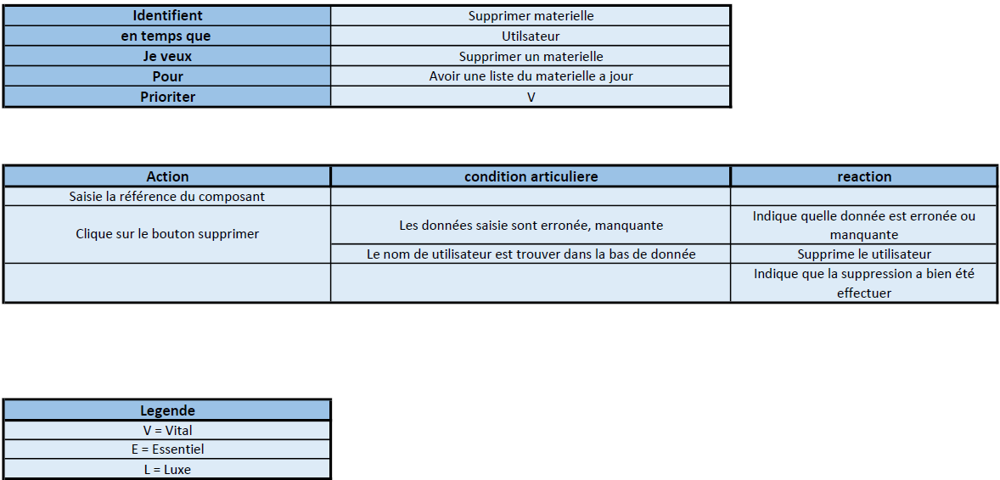 Identifient Supprimer materielle
en temps que Utilsateur
Je veux Supprimer un materielle
Pour Avoir une liste du materielle a jour
Prioriter V
Action condition articuliere reaction
Saisie la référence du composant
Clique sur le bouton supprimer Les données saisie sont erronée, manquante Indique quelle donnée est erronée ou
manquante
Le nom de utilisateur est trouver dans la bas de donnée Supprime le utilisateur
Indique que la suppression a bien été
effectuer
Legende
V = Vital
E = Essentiel
L = Luxe